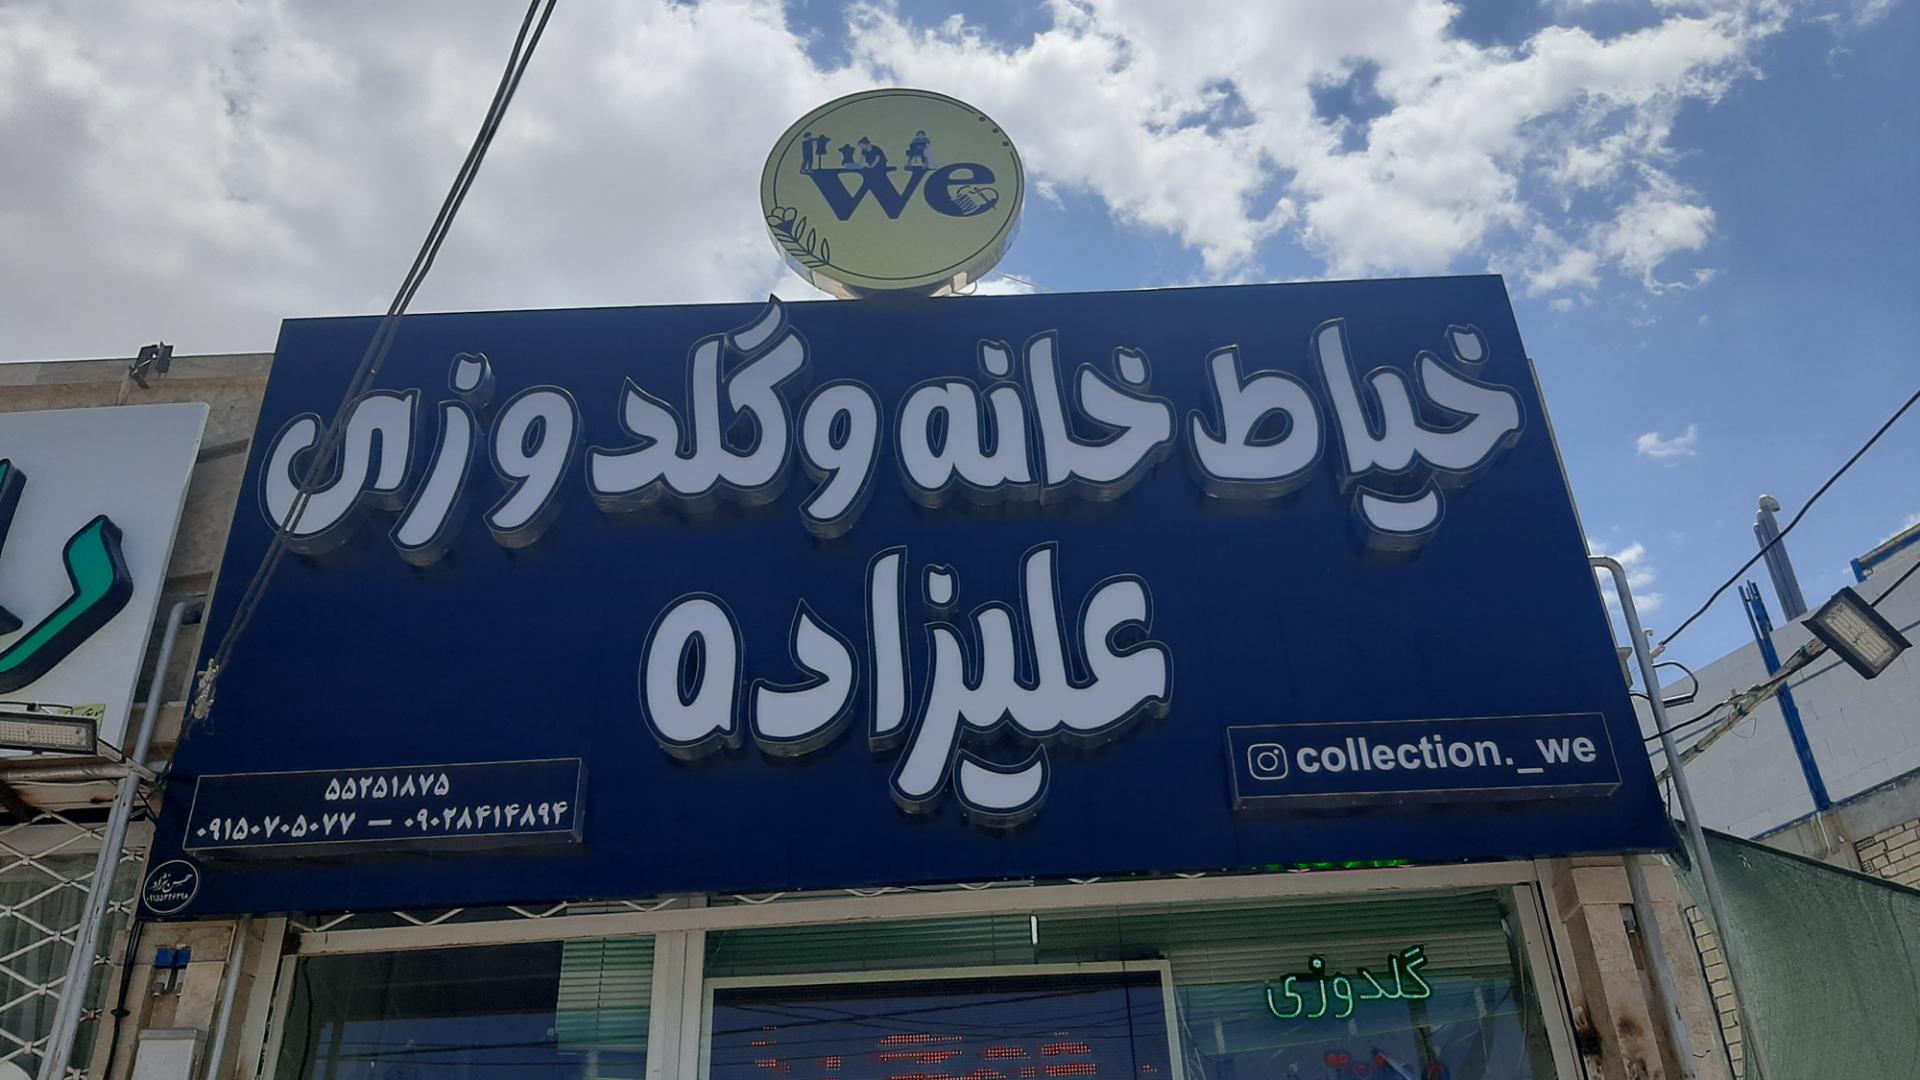 we
خیاط خانه و گلدوزی
علیزاده
collection._we
۵۵۲۵۱۸۷۵
۰۹۱۵۰۷۰۵۰۷۷ — ۰۹۰۲۸۴۱۴۸۹۴
گلدوزی